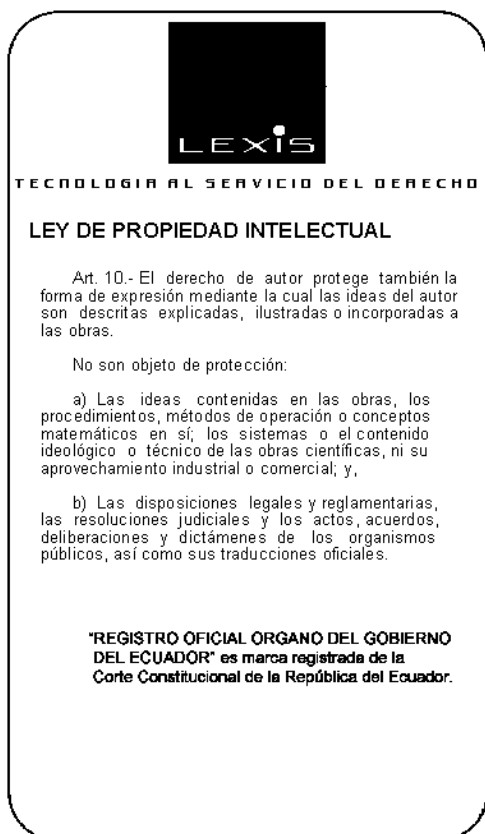 LEXIS
TECNOLOGIA AL SERVICIO DEL DERECHO
LEY DE PROPIEDAD INTELECTUAL
Art. 10.- El derecho de autor protege también la
forma de expresión mediante la cual las ideas del autor
son descritas explicadas, ilustradas o incorporadas a
las obras.
No son objeto de protección:
a) Las ideas contenidas en las obras, los
procedimientos, métodos de operación o conceptos
matemáticos en sí; los sistemas o el contenido
ideológico o técnico de las obras científicas, ni su
aprovechamiento industrial o comercial; y,
b) Las disposiciones legales y reglamentarias,
las resoluciones judiciales y los actos, acuerdos,
deliberaciones y dictámenes de los organismos
públicos, así como sus traducciones oficiales.
"REGISTRO OFICIAL ORGANO DEL GOBIERNO
DEL ECUADOR" es marca registrada de la
Corte Constitucional de la República del Ecuador.